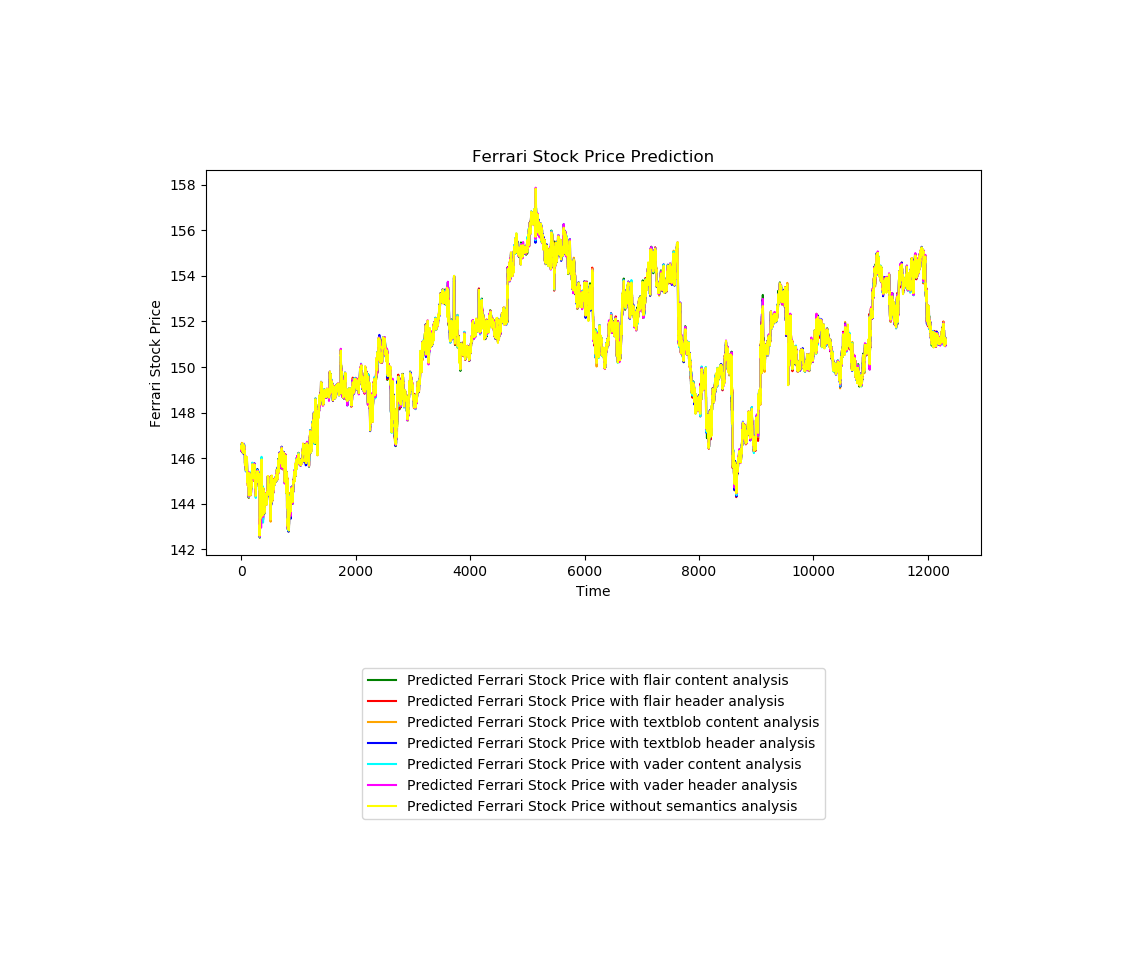 Ferrari Stock Price Prediction
158
156
154
152
150
148
146
144
142
Ferrari Stock Price
0 2000 4000 6000 8000 10000 12000
Time
Predicted Ferrari Stock Price with flair content analysis
Predicted Ferrari Stock Price with flair header analysis
Predicted Ferrari Stock Price with textblob content analysis
Predicted Ferrari Stock Price with textblob header analysis
Predicted Ferrari Stock Price with vader content analysis
Predicted Ferrari Stock Price with vader header analysis
Predicted Ferrari Stock Price without semantics analysis